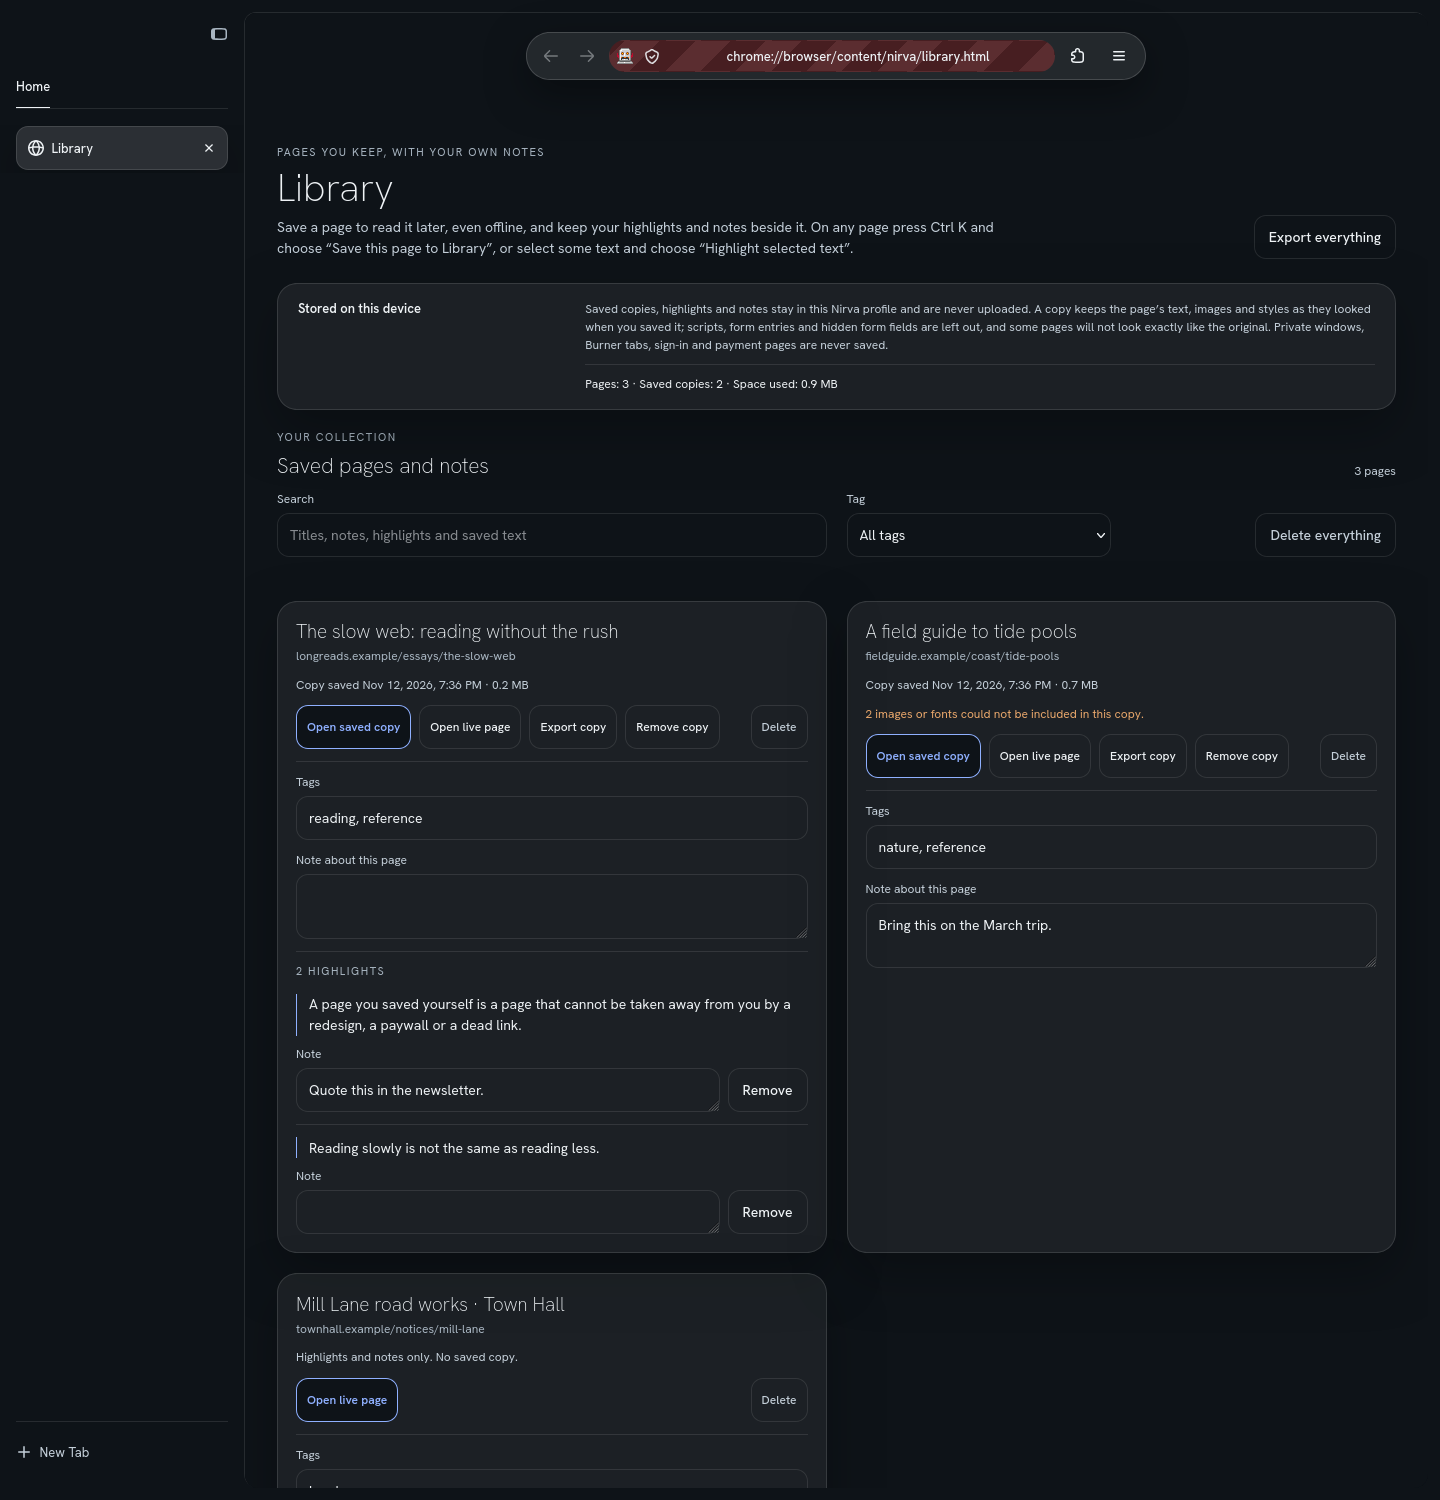 Home
Library
chrome://browser/content/nirva/library.html
PAGES YOU KEEP, WITH YOUR OWN NOTES
Library
Save a page to read it later, even offline, and keep your highlights and notes beside it. On any page press Ctrl K and
choose “Save this page to Library”, or select some text and choose “Highlight selected text”.
Export everything
Stored on this device
Saved copies, highlights and notes stay in this Nirva profile and are never uploaded. A copy keeps the page’s text, images and styles as they looked
when you saved it; scripts, form entries and hidden form fields are left out, and some pages will not look exactly like the original. Private windows,
Burner tabs, sign-in and payment pages are never saved.
Pages: 3 · Saved copies: 2 · Space used: 0.9 MB
YOUR COLLECTION
Saved pages and notes
3 pages
Search
Tag
Titles, notes, highlights and saved text
All tags
Delete everything
The slow web: reading without the rush
longreads.example/essays/the-slow-web
Copy saved Nov 12, 2026, 7:36 PM · 0.2 MB
Open saved copy
Open live page
Export copy
Remove copy
Delete
Tags
reading, reference
Note about this page
2 HIGHLIGHTS
A page you saved yourself is a page that cannot be taken away from you by a
redesign, a paywall or a dead link.
Note
Quote this in the newsletter.
Remove
Reading slowly is not the same as reading less.
Note
Remove
A field guide to tide pools
fieldguide.example/coast/tide-pools
Copy saved Nov 12, 2026, 7:36 PM · 0.7 MB
2 images or fonts could not be included in this copy.
Open saved copy
Open live page
Export copy
Remove copy
Delete
Tags
nature, reference
Note about this page
Bring this on the March trip.
Mill Lane road works · Town Hall
townhall.example/notices/mill-lane
Highlights and notes only. No saved copy.
Open live page
Delete
Tags
New Tab